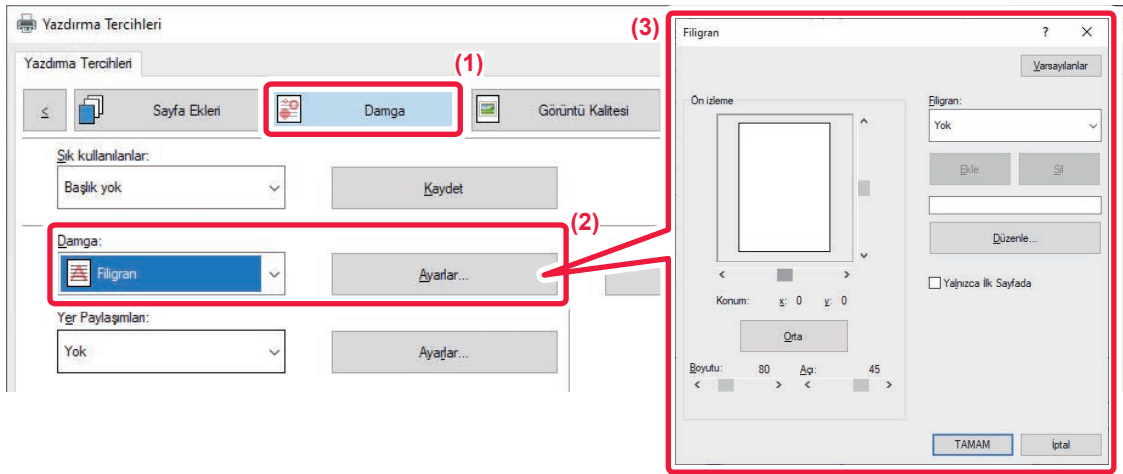 Yazdırma Tercihleri
Yazdırma Tercihleri
(1)
< Sayfa Ekleri Damga Görüntü Kalitesi
Sık kullanılanlar:
Başlık yok Kaydet
(2)
Damga:
Filigran Ayarlar...
Yer Paylaşımları:
Yok Ayarlar...
(3)
Filigran ? X
Varsayılanlar
Ön izleme
Filigran:
Yok
Ekle Sil
Düzenle...
Yalnızca İlk Sayfada
Konum: x: 0 y: 0
Orta
Boyutu: 80 Açı: 45
TAMAM İptal